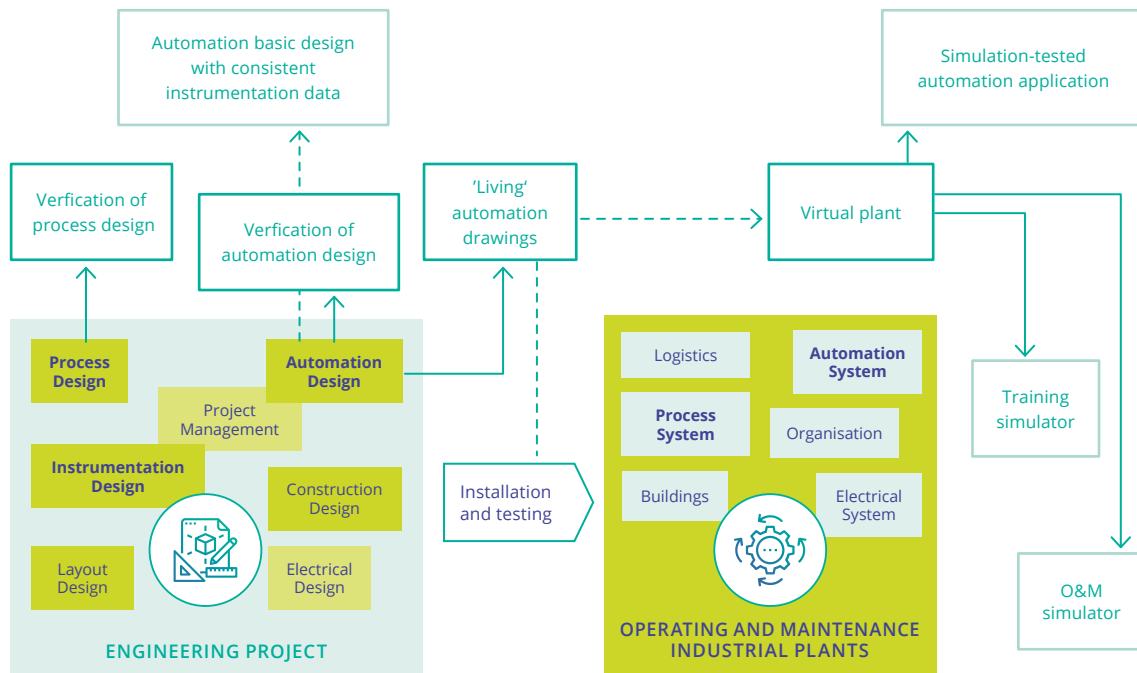 Automation basic design
with consistent
instrumentation data
Simulation-tested
automation application
Verfication of
process design
Verfication of
automation design
’Living‘
automation
drawings
Virtual plant
Process
Design
Automation
Design
Project
Management
Instrumentation
Design
Construction
Design
Layout
Design
Electrical
Design
ENGINEERING PROJECT
Installation
and testing
Logistics
Automation
System
Process
System
Organisation
Buildings
Electrical
System
OPERATING AND MAINTENANCE
INDUSTRIAL PLANTS
Training
simulator
O&M
simulator